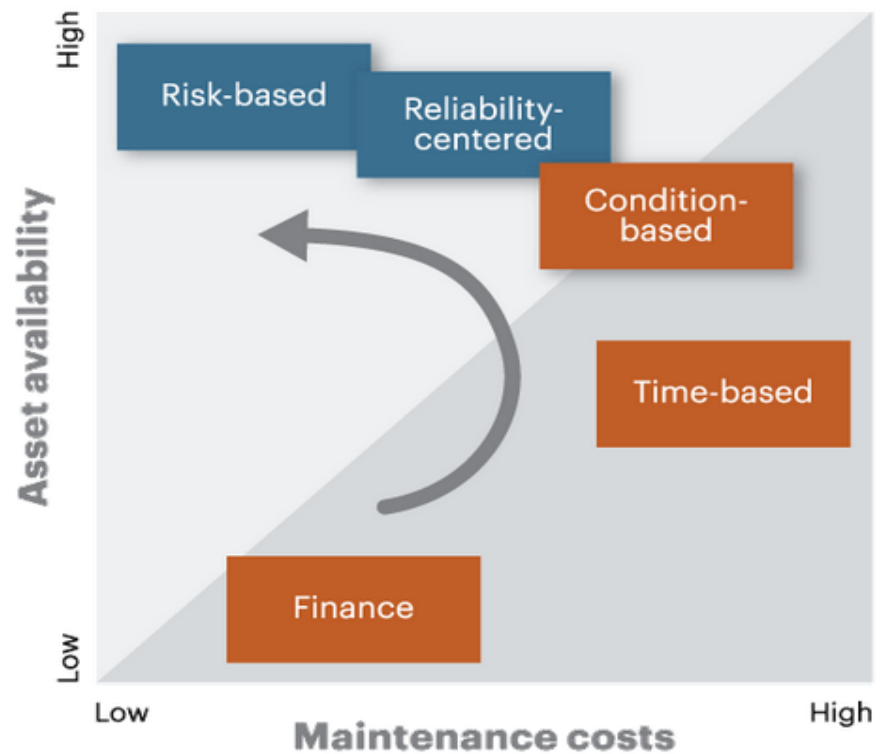 High
Risk-based
Reliability-
centered
Condition-
based
Asset availability
Time-based
Finance
Low
Low
High
Maintenance costs